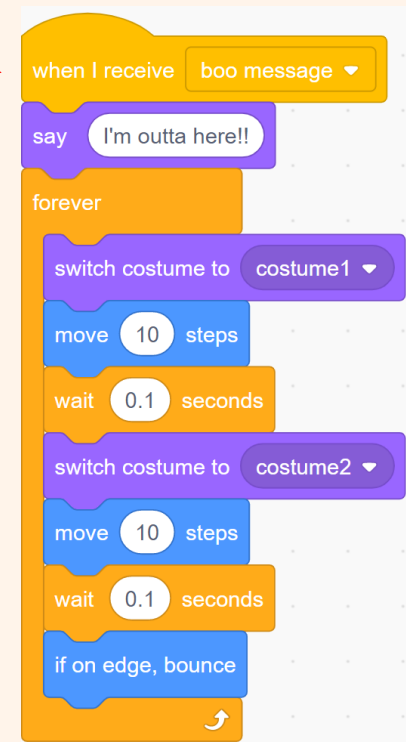 when I receive boo message
say I'm outta here!!
forever
switch costume to costume1
move 10 steps
wait 0.1 seconds
switch costume to costume2
move 10 steps
wait 0.1 seconds
if on edge, bounce